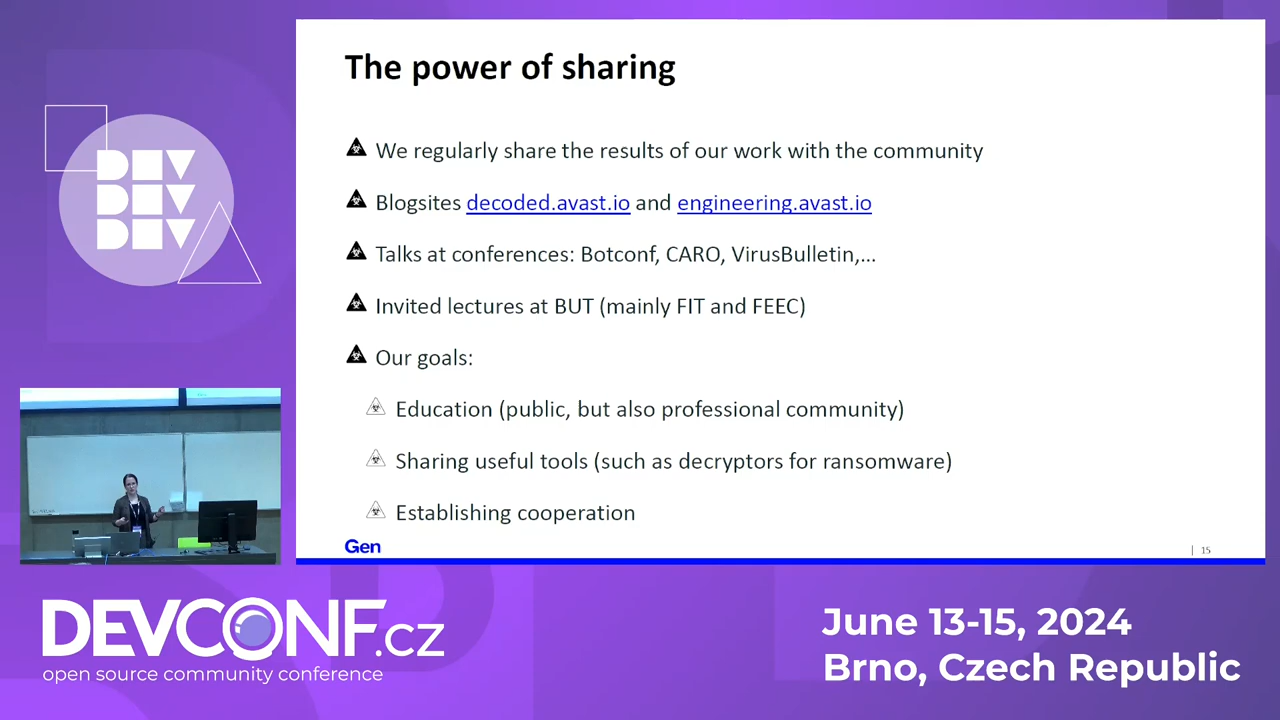 The power of sharing
We regularly share the results of our work with the community
Blogsites decoded.avast.io and engineering.avast.io
Talks at conferences: Botconf, CARO, VirusBulletin,...
Invited lectures at BUT (mainly FIT and FEEC)
Our goals:
Education (public, but also professional community)
Sharing useful tools (such as decryptors for ransomware)
Establishing cooperation
Gen
| 15
DEV
DEV
DEV
DEVCONF.cz
open source community conference
June 13-15, 2024
Brno, Czech Republic